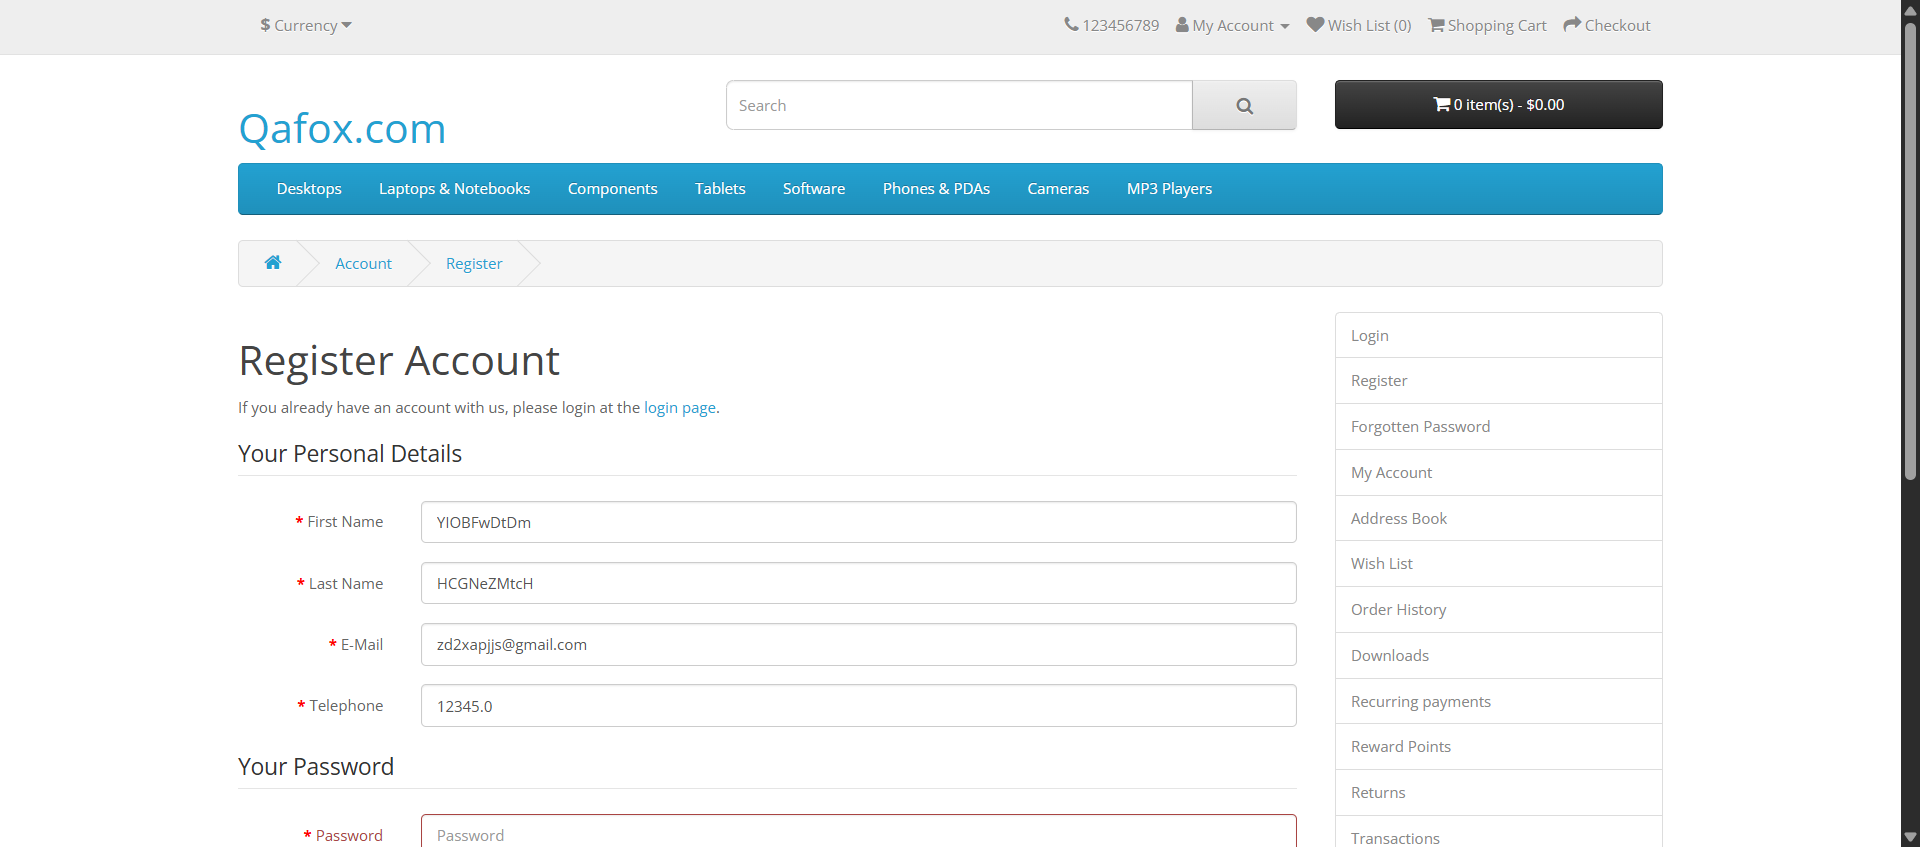 $ Currency
123456789 My Account Wish List (0) Shopping Cart Checkout
Qafox.com
Search
0 item(s) - $0.00
Desktops Laptops & Notebooks Components Tablets Software Phones & PDAs Cameras MP3 Players
Account Register
Register Account
If you already have an account with us, please login at the login page.
Your Personal Details
* First Name YIOBFwDtDm
* Last Name HCGNeZMtcH
* E-Mail zd2xapjjs@gmail.com
* Telephone 12345.0
Your Password
* Password Password
Login
Register
Forgotten Password
My Account
Address Book
Wish List
Order History
Downloads
Recurring payments
Reward Points
Returns
Transactions